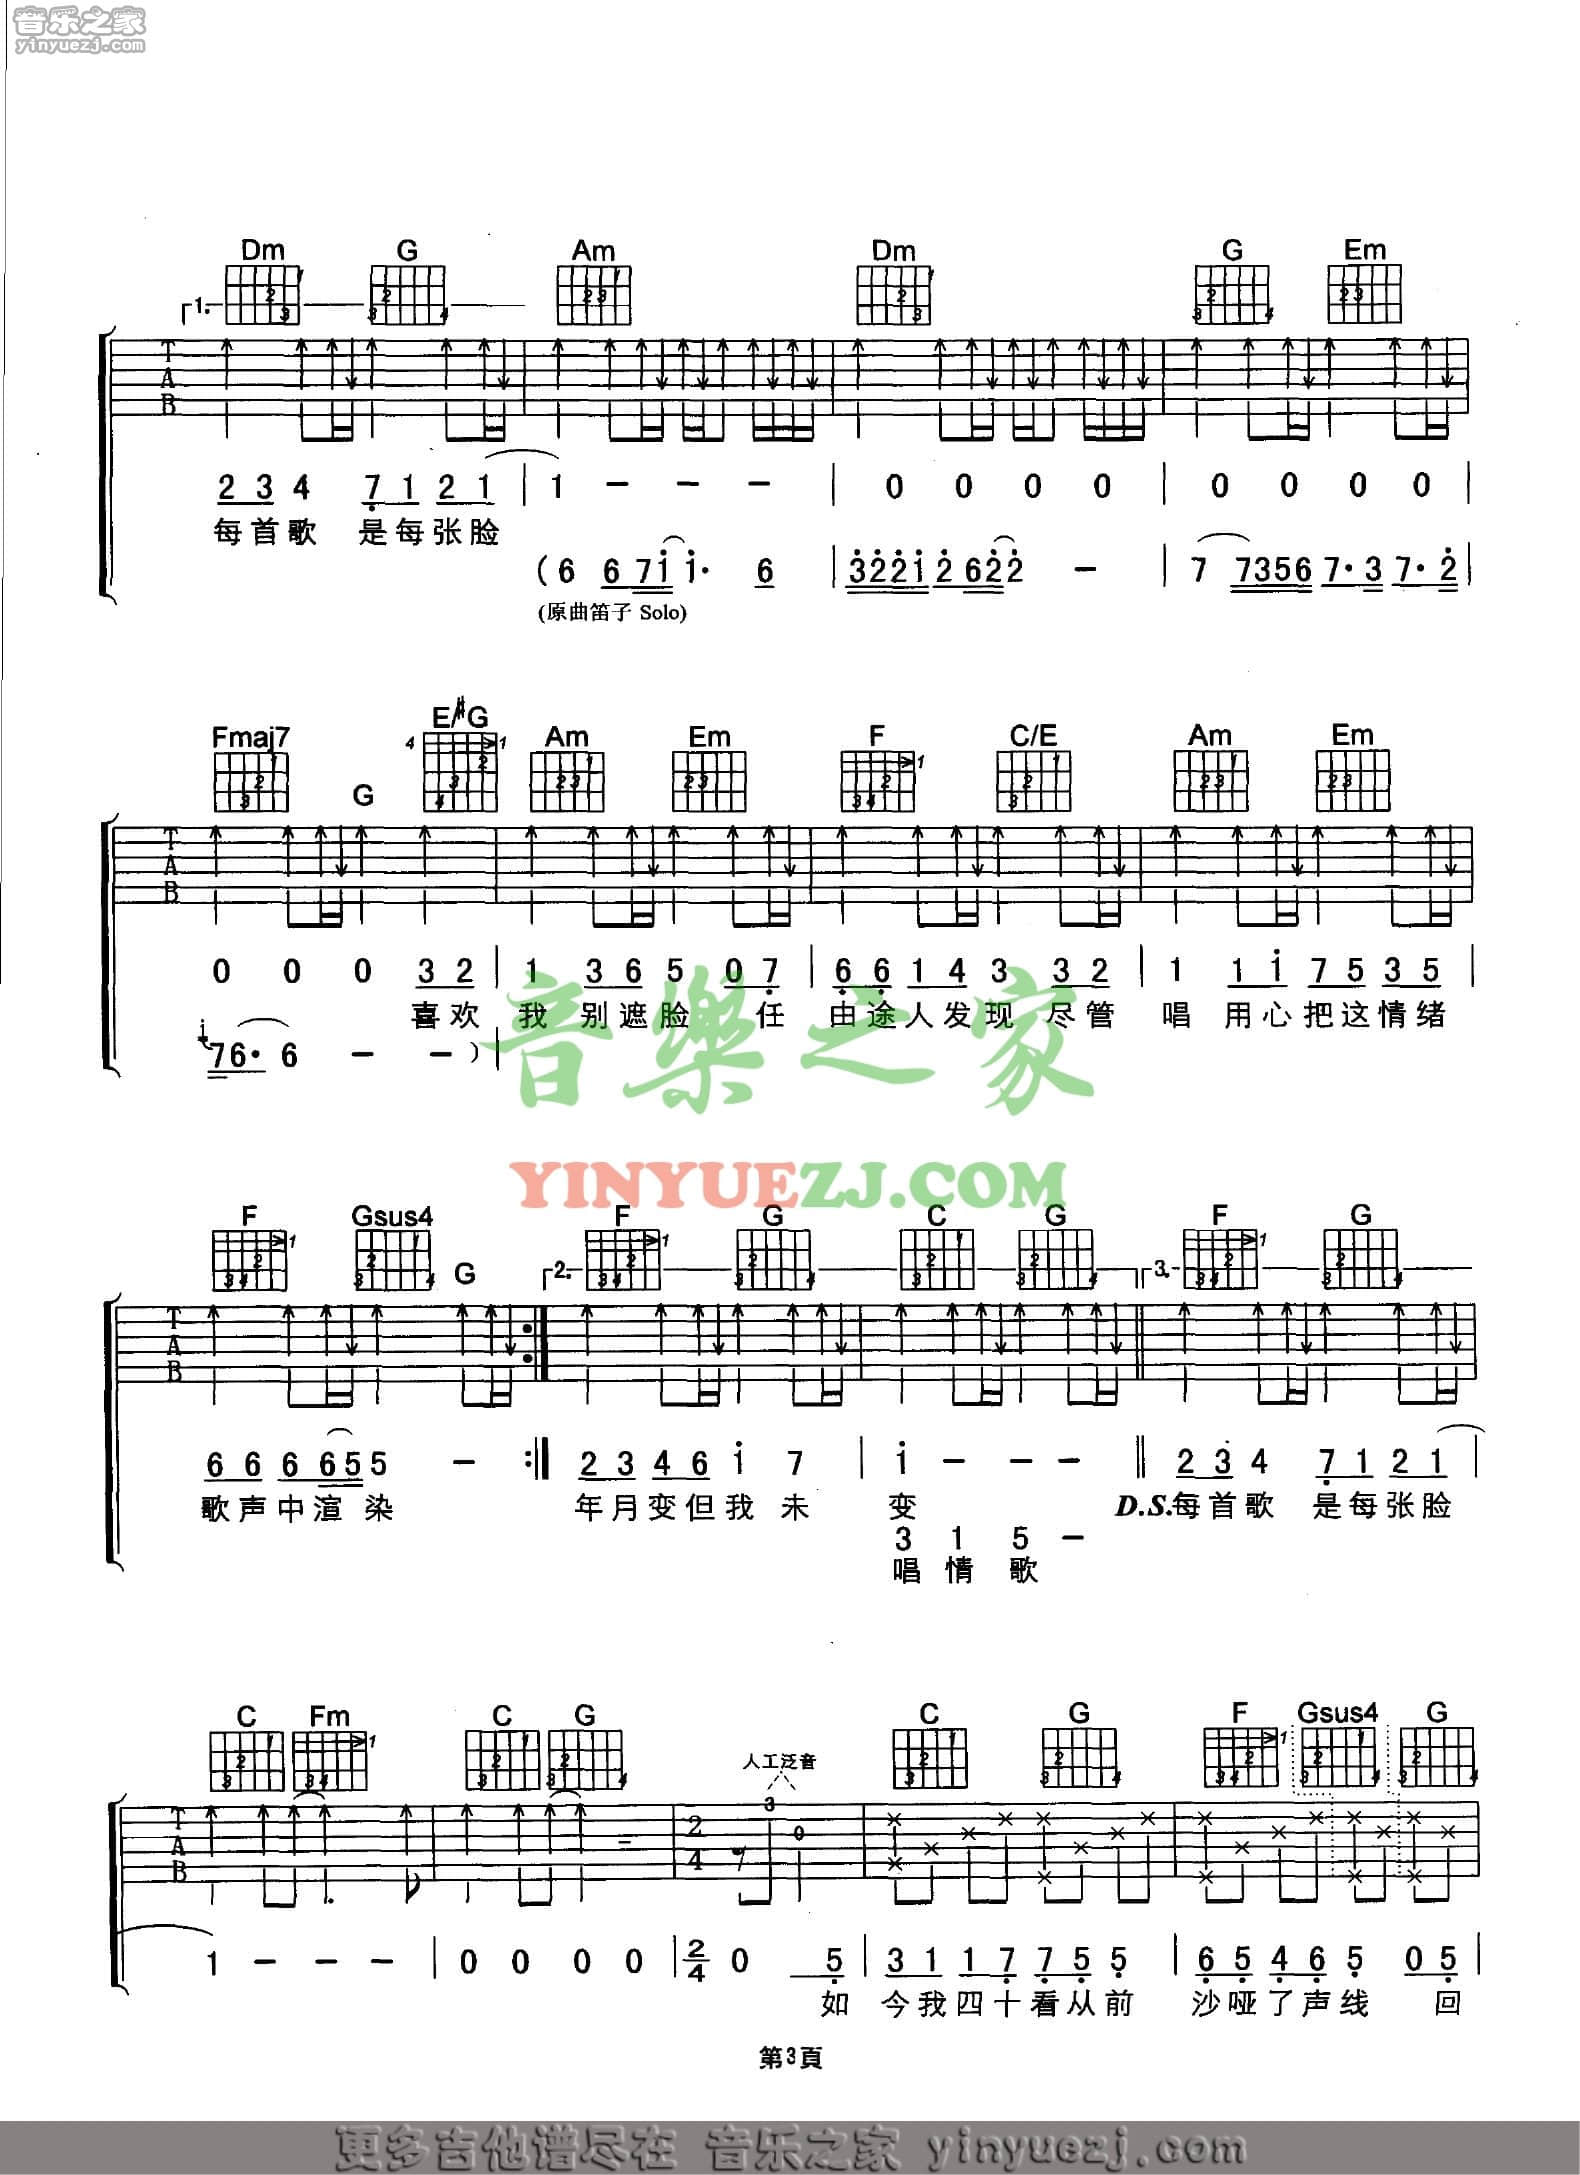 音乐之家
yinyuezj.com
Dm G Am Dm G Em
1.
T A B
2 3 4 7 1 2 1 | 1 - - - | 0 0 0 0 | 0 0 0 0 |
每首歌 是每张脸
( 6 6 7 i i· 6 | 3 2 2 i 2 6 2 2 - | 7 7 3 5 6 7· 3 7· 2 |
(原曲笛子 Solo)
Fmaj7 G E/#G Am Em F C/E Am Em
T A B
0 0 0 3 2 | 1 3 6 5 0 7 | 6 6 1 4 3 3 2 | 1 1 i 7 5 3 5 |
喜欢 我 别遮脸 任 由途人发现 尽管 唱 用心把这情绪
i 7 6· 6 - - ) |
音樂之家
YINYUEZJ.COM
F Gsus4 G F G C G F G
2. 3.
T A B
6 6 6 6 5 5 - :| 2 3 4 6 i 7 | i - - - || 2 3 4 7 1 2 1 |
歌声中渲染 年月变但我未 变 D.S. 每首歌 是每张脸
3 1 5 -
唱情歌
C Fm C G C G F Gsus4 G
人工泛音
3
0
T A B 2/4
1 - - - | 0 0 0 0 | 2/4 0 5 | 3 1 1 7 7 5 5 | 6 5 4 6 5 0 5 |
如 今我四十看从前 沙哑了声线 回
第3頁
更多吉他谱尽在 音乐之家 yinyuezj.com